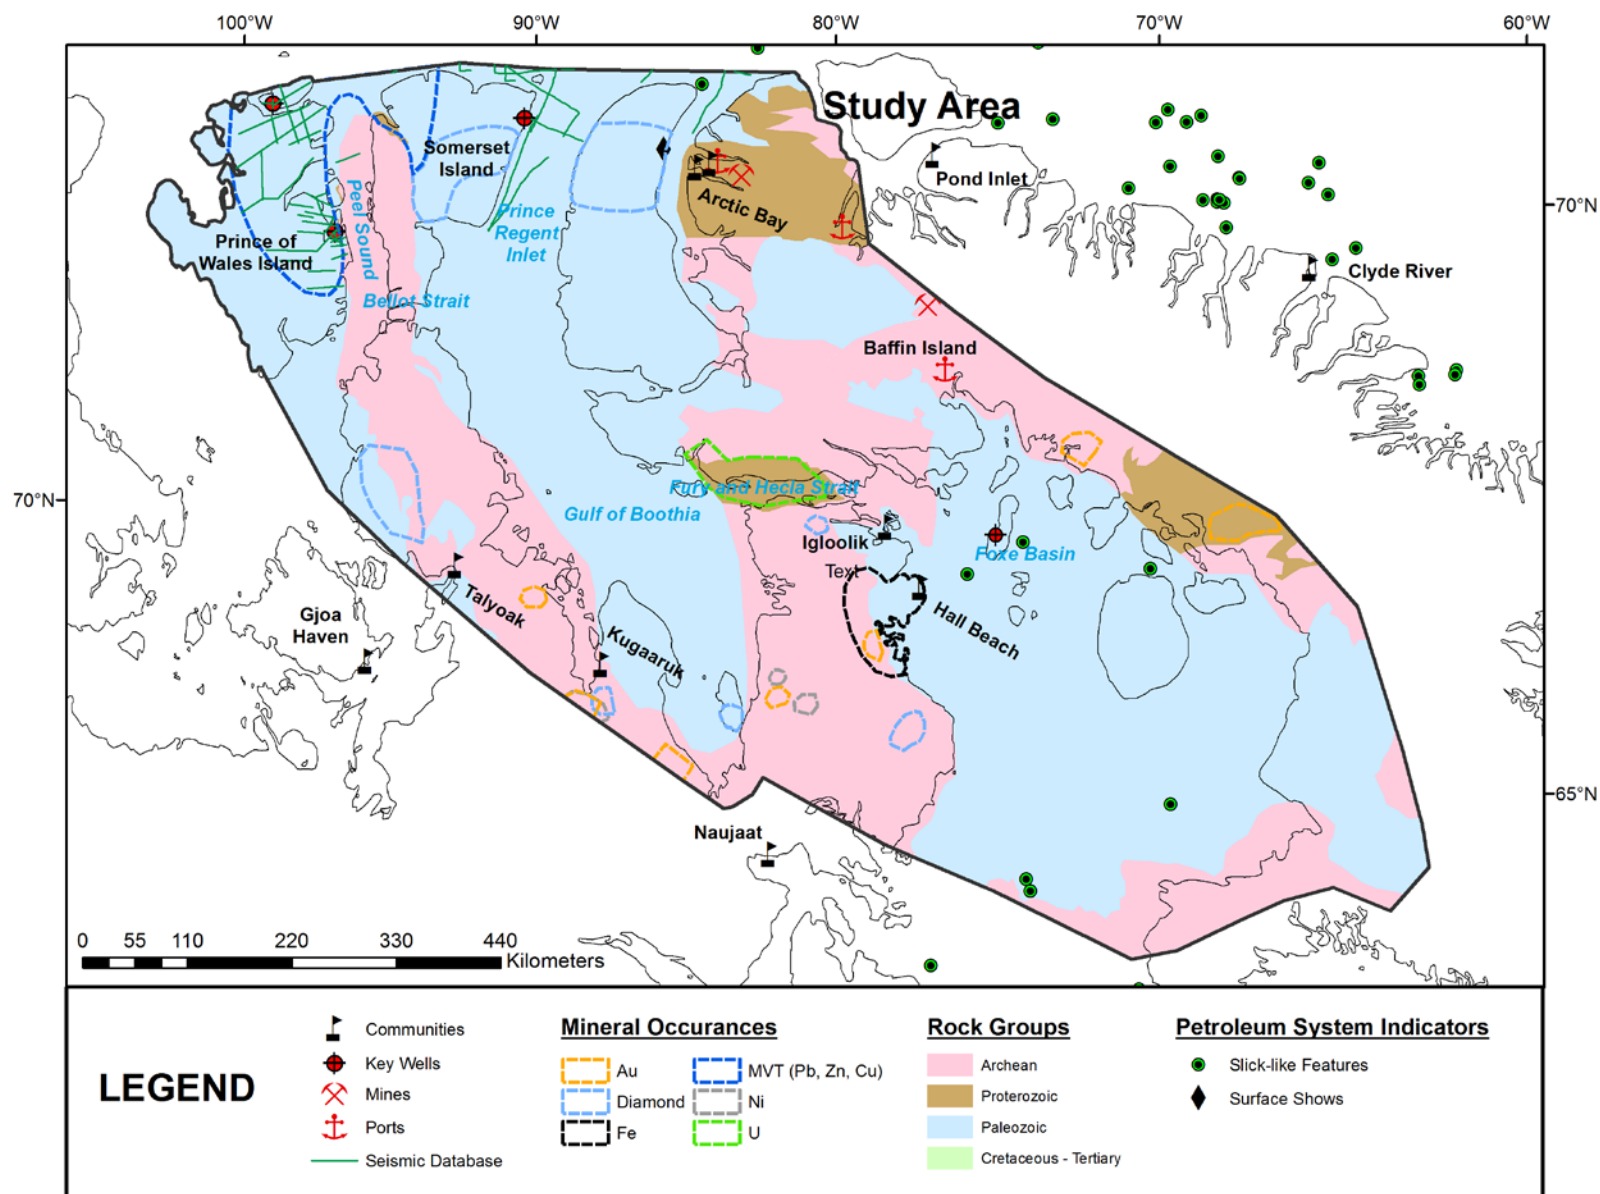 100°W
90°W
80°W
70°W
60°W
Study Area
Somerset
Island
Pond Inlet
Arctic Bay
70°N
Peel Sound
Prince
Regent
Inlet
Prince of
Wales Island
Clyde River
Bellot Strait
Baffin Island
Fury and Hecla Strait
70°N
Gulf of Boothia
Igloolik
Foxe Basin
Text
Talyoak
Hall Beach
Gjoa
Haven
Kugaaruk
65°N
Naujaat
0 55 110 220 330 440
Kilometers
LEGEND
Communities
Key Wells
Mines
Ports
Seismic Database
Mineral Occurances
Au
Diamond
Fe
MVT (Pb, Zn, Cu)
Ni
U
Rock Groups
Archean
Proterozoic
Paleozoic
Cretaceous - Tertiary
Petroleum System Indicators
Slick-like Features
Surface Shows